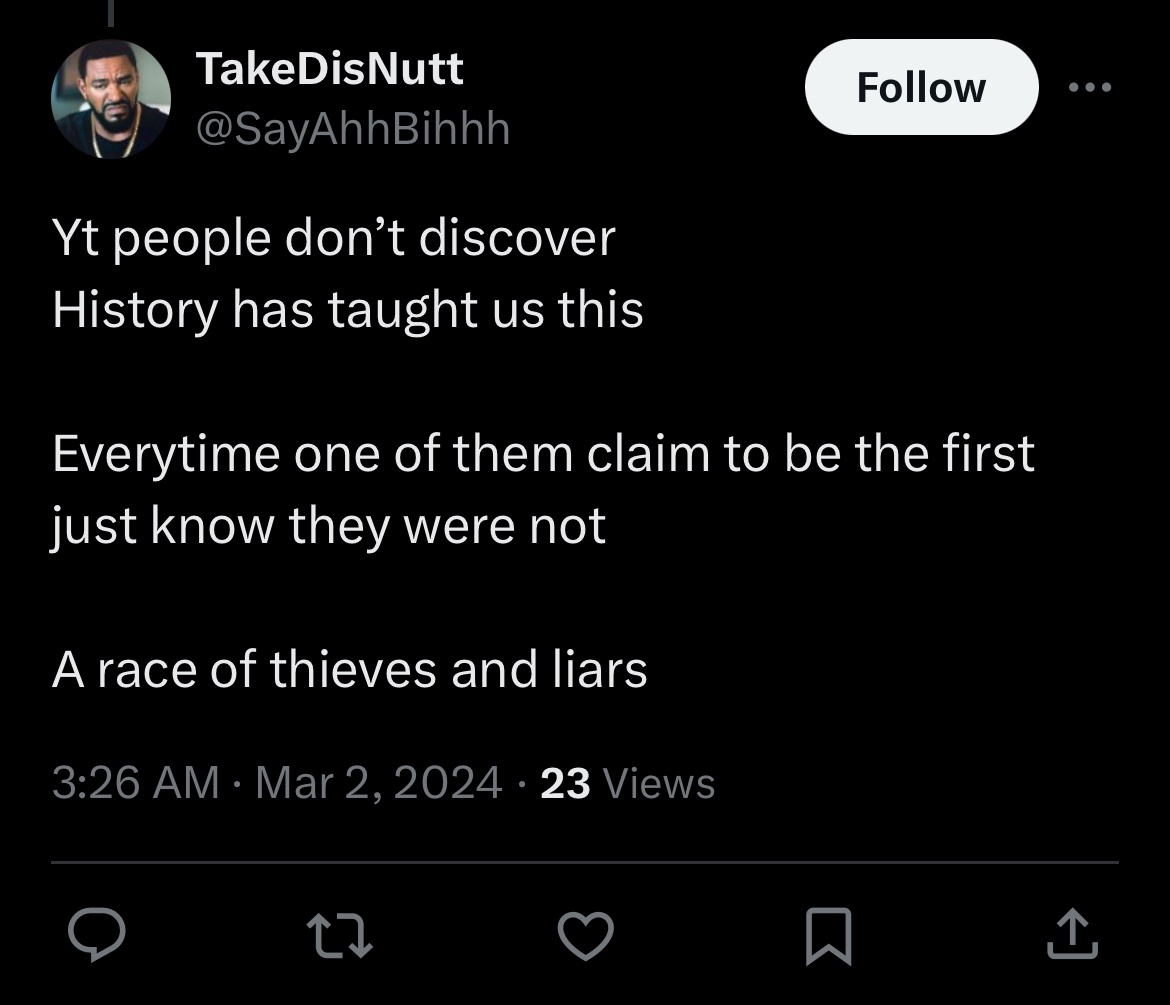 TakeDisNutt
@SayAhhBihhh
Follow
Yt people don’t discover
History has taught us this
Everytime one of them claim to be the first
just know they were not
A race of thieves and liars
3:26 AM · Mar 2, 2024 · 23 Views